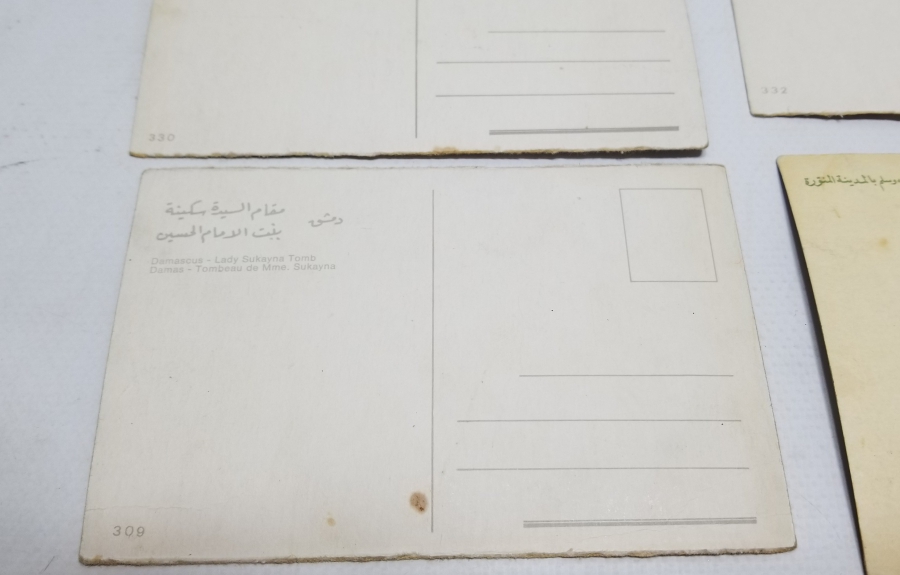 330
332
وسلم بالمدينة المنورة
دمشق
مقام السيدة سكينة
بنت الامام الحسين
Damascus - Lady Sukayna Tomb
Damas - Tombeau de Mme. Sukayna
309